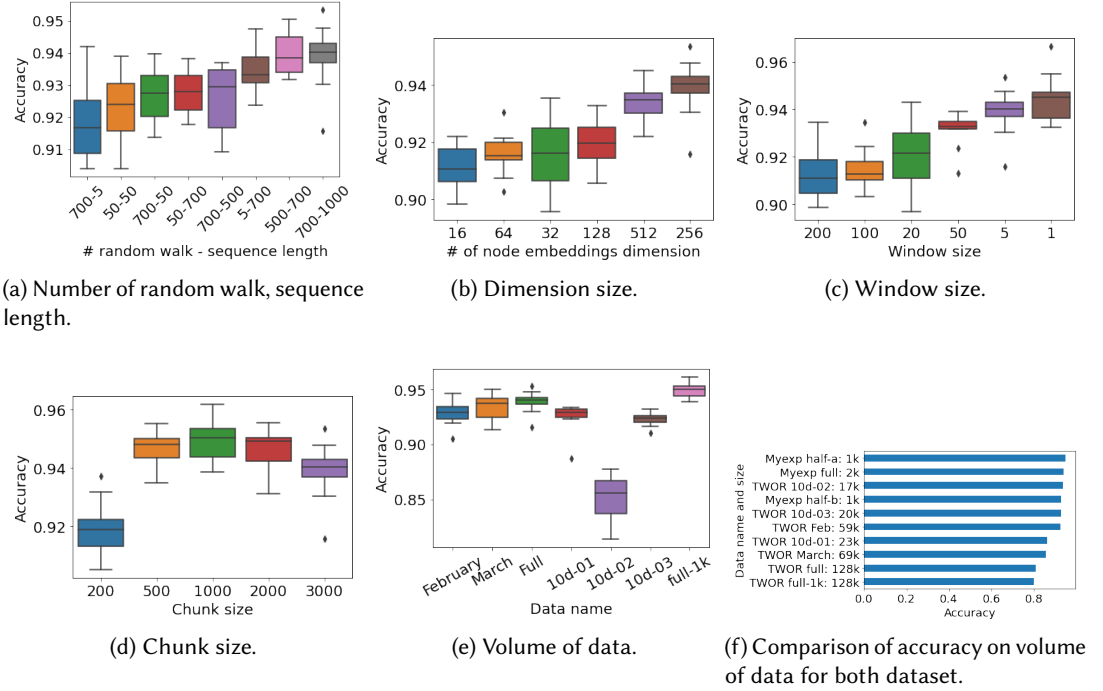 0.95
0.94
0.93
0.92
0.91
Accuracy
700-5
50-50
700-50
50-700
700-500
5-700
500-700
700-1000
# random walk - sequence length
(a) Number of random walk, sequence
length.
0.94
0.92
0.90
Accuracy
16 64 32 128 512 256
# of node embeddings dimension
(b) Dimension size.
0.96
0.94
0.92
0.90
Accuracy
200 100 20 50 5 1
Window size
(c) Window size.
0.96
0.94
0.92
Accuracy
200 500 1000 2000 3000
Chunk size
(d) Chunk size.
0.95
0.90
0.85
Accuracy
February
March
Full
10d-01
10d-02
10d-03
full-1k
Data name
(e) Volume of data.
Data name and size
Myexp half-a: 1k
Myexp full: 2k
TWOR 10d-02: 17k
Myexp half-b: 1k
TWOR 10d-03: 20k
TWOR Feb: 59k
TWOR 10d-01: 23k
TWOR March: 69k
TWOR full: 128k
TWOR full-1k: 128k
0.0 0.2 0.4 0.6 0.8
Accuracy
(f) Comparison of accuracy on volume
of data for both dataset.